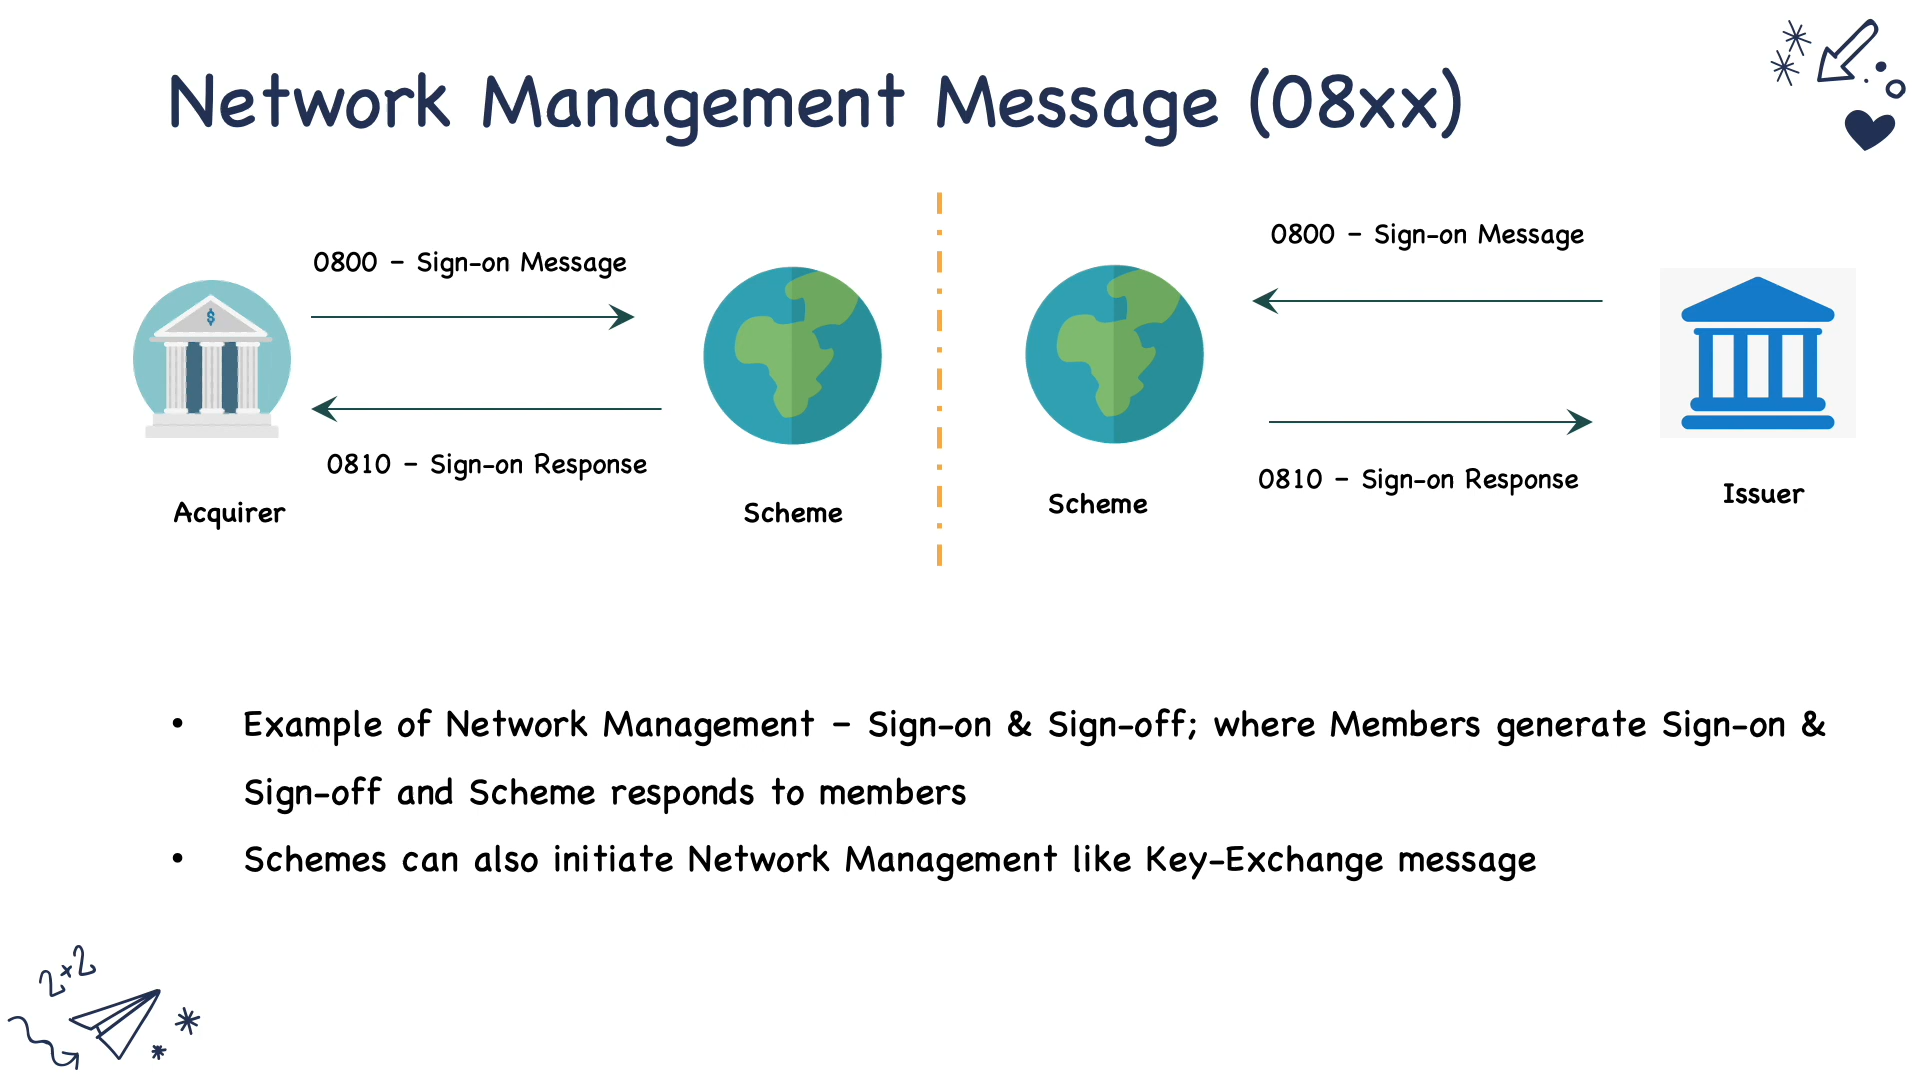 Network Management Message (08xx)
0800 - Sign-on Message
0810 - Sign-on Response
Acquirer
Scheme
0800 - Sign-on Message
0810 - Sign-on Response
Scheme
Issuer
$
• Example of Network Management - Sign-on & Sign-off; where Members generate Sign-on &
Sign-off and Scheme responds to members
• Schemes can also initiate Network Management like Key-Exchange message
2x2